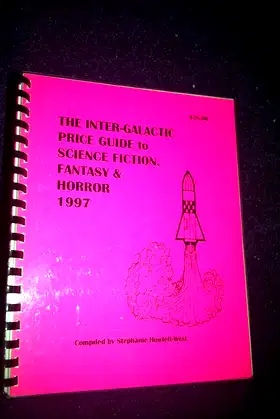 THE INTER-GALACTIC
PRICE GUIDE to
SCIENCE FICTION,
FANTASY &
HORROR
1997
Compiled by Stephanie Howlett-West